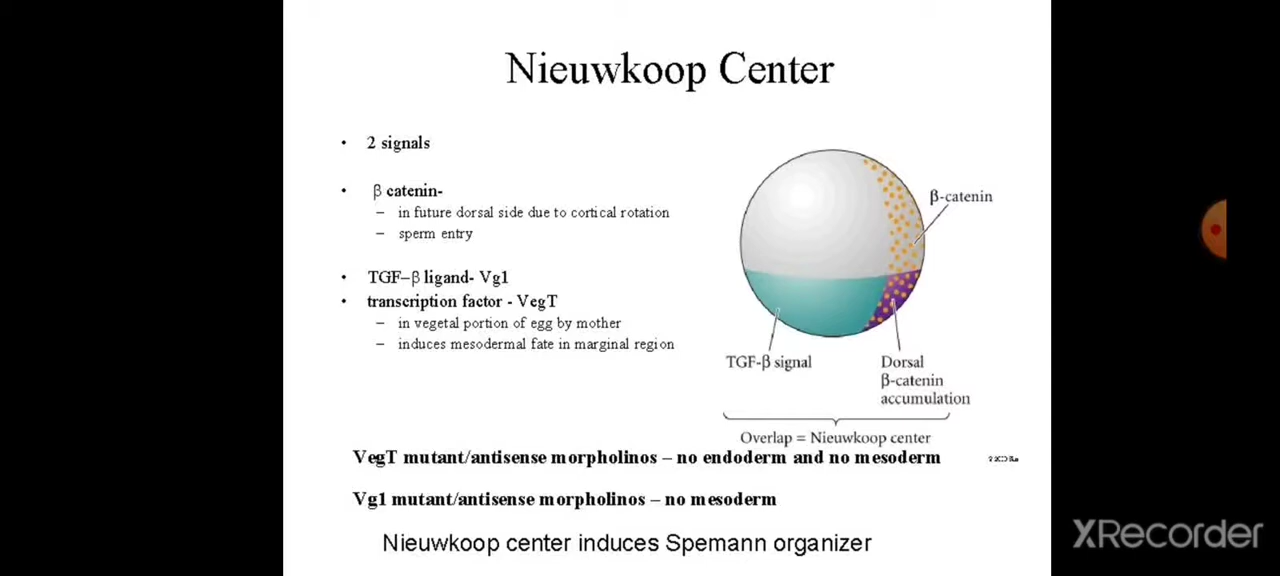 Nieuwkoop Center
• 2 signals
• β catenin-
– in future dorsal side due to cortical rotation
– sperm entry
• TGF–β ligand- Vg1
• transcription factor - VegT
– in vegetal portion of egg by mother
– induces mesodermal fate in marginal region
β-catenin
TGF-β signal
Dorsal
β-catenin
accumulation
Overlap = Nieuwkoop center
VegT mutant/antisense morpholinos – no endoderm and no mesoderm
Vg1 mutant/antisense morpholinos – no mesoderm
Nieuwkoop center induces Spemann organizer
XRecorder